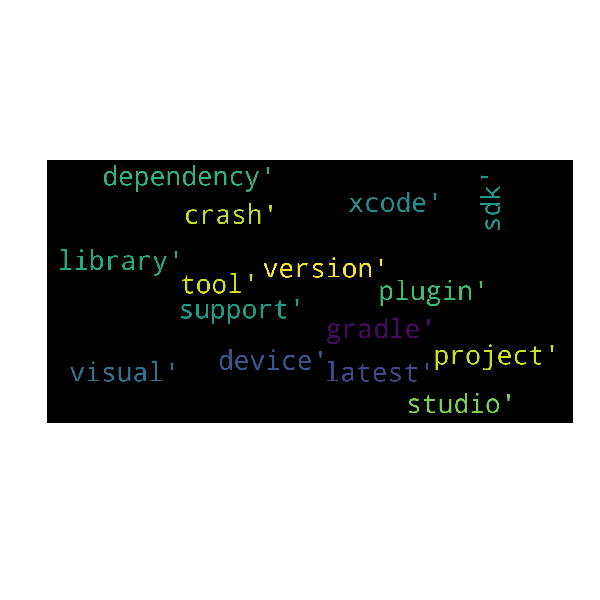 dependency'
sdk'
xcode'
crash'
library'
version'
tool'
plugin'
support'
gradle'
project'
device'
visual'
latest'
studio'